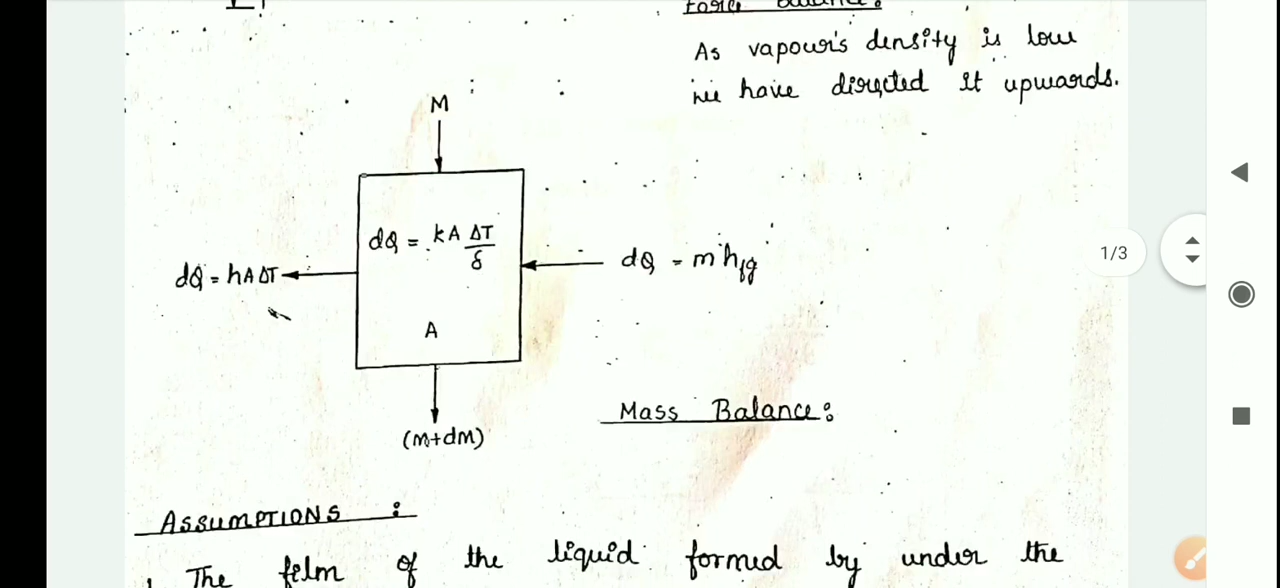 As vapour's density is low
we have directed it upwards.
M
dQ = kA ΔT/δ
dQ = hAΔT
dQ = m hfg
A
(m+dm)
Mass Balance:
ASSUMPTIONS :
The film of the liquid formed by under the
1/3